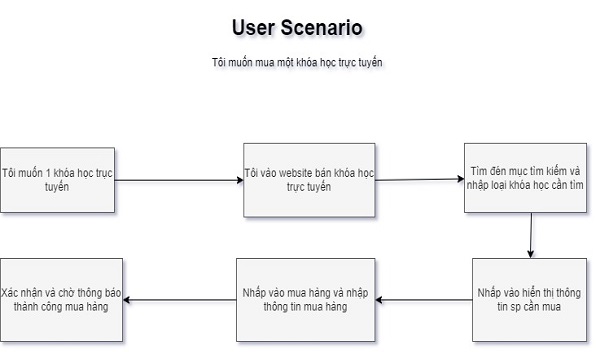 User Scenario
Tôi muốn mua một khóa học trực tuyến
Tôi muốn 1 khóa học trục
tuyến
Tôi vào website bán khóa học
trực tuyến
Tìm đén mục tìm kiếm và
nhập loại khóa học cần tìm
Nhấp vào hiển thị thông
tin sp cần mua
Nhấp vào mua hàng và nhập
thông tin mua hàng
Xác nhận và chờ thông báo
thành công mua hàng